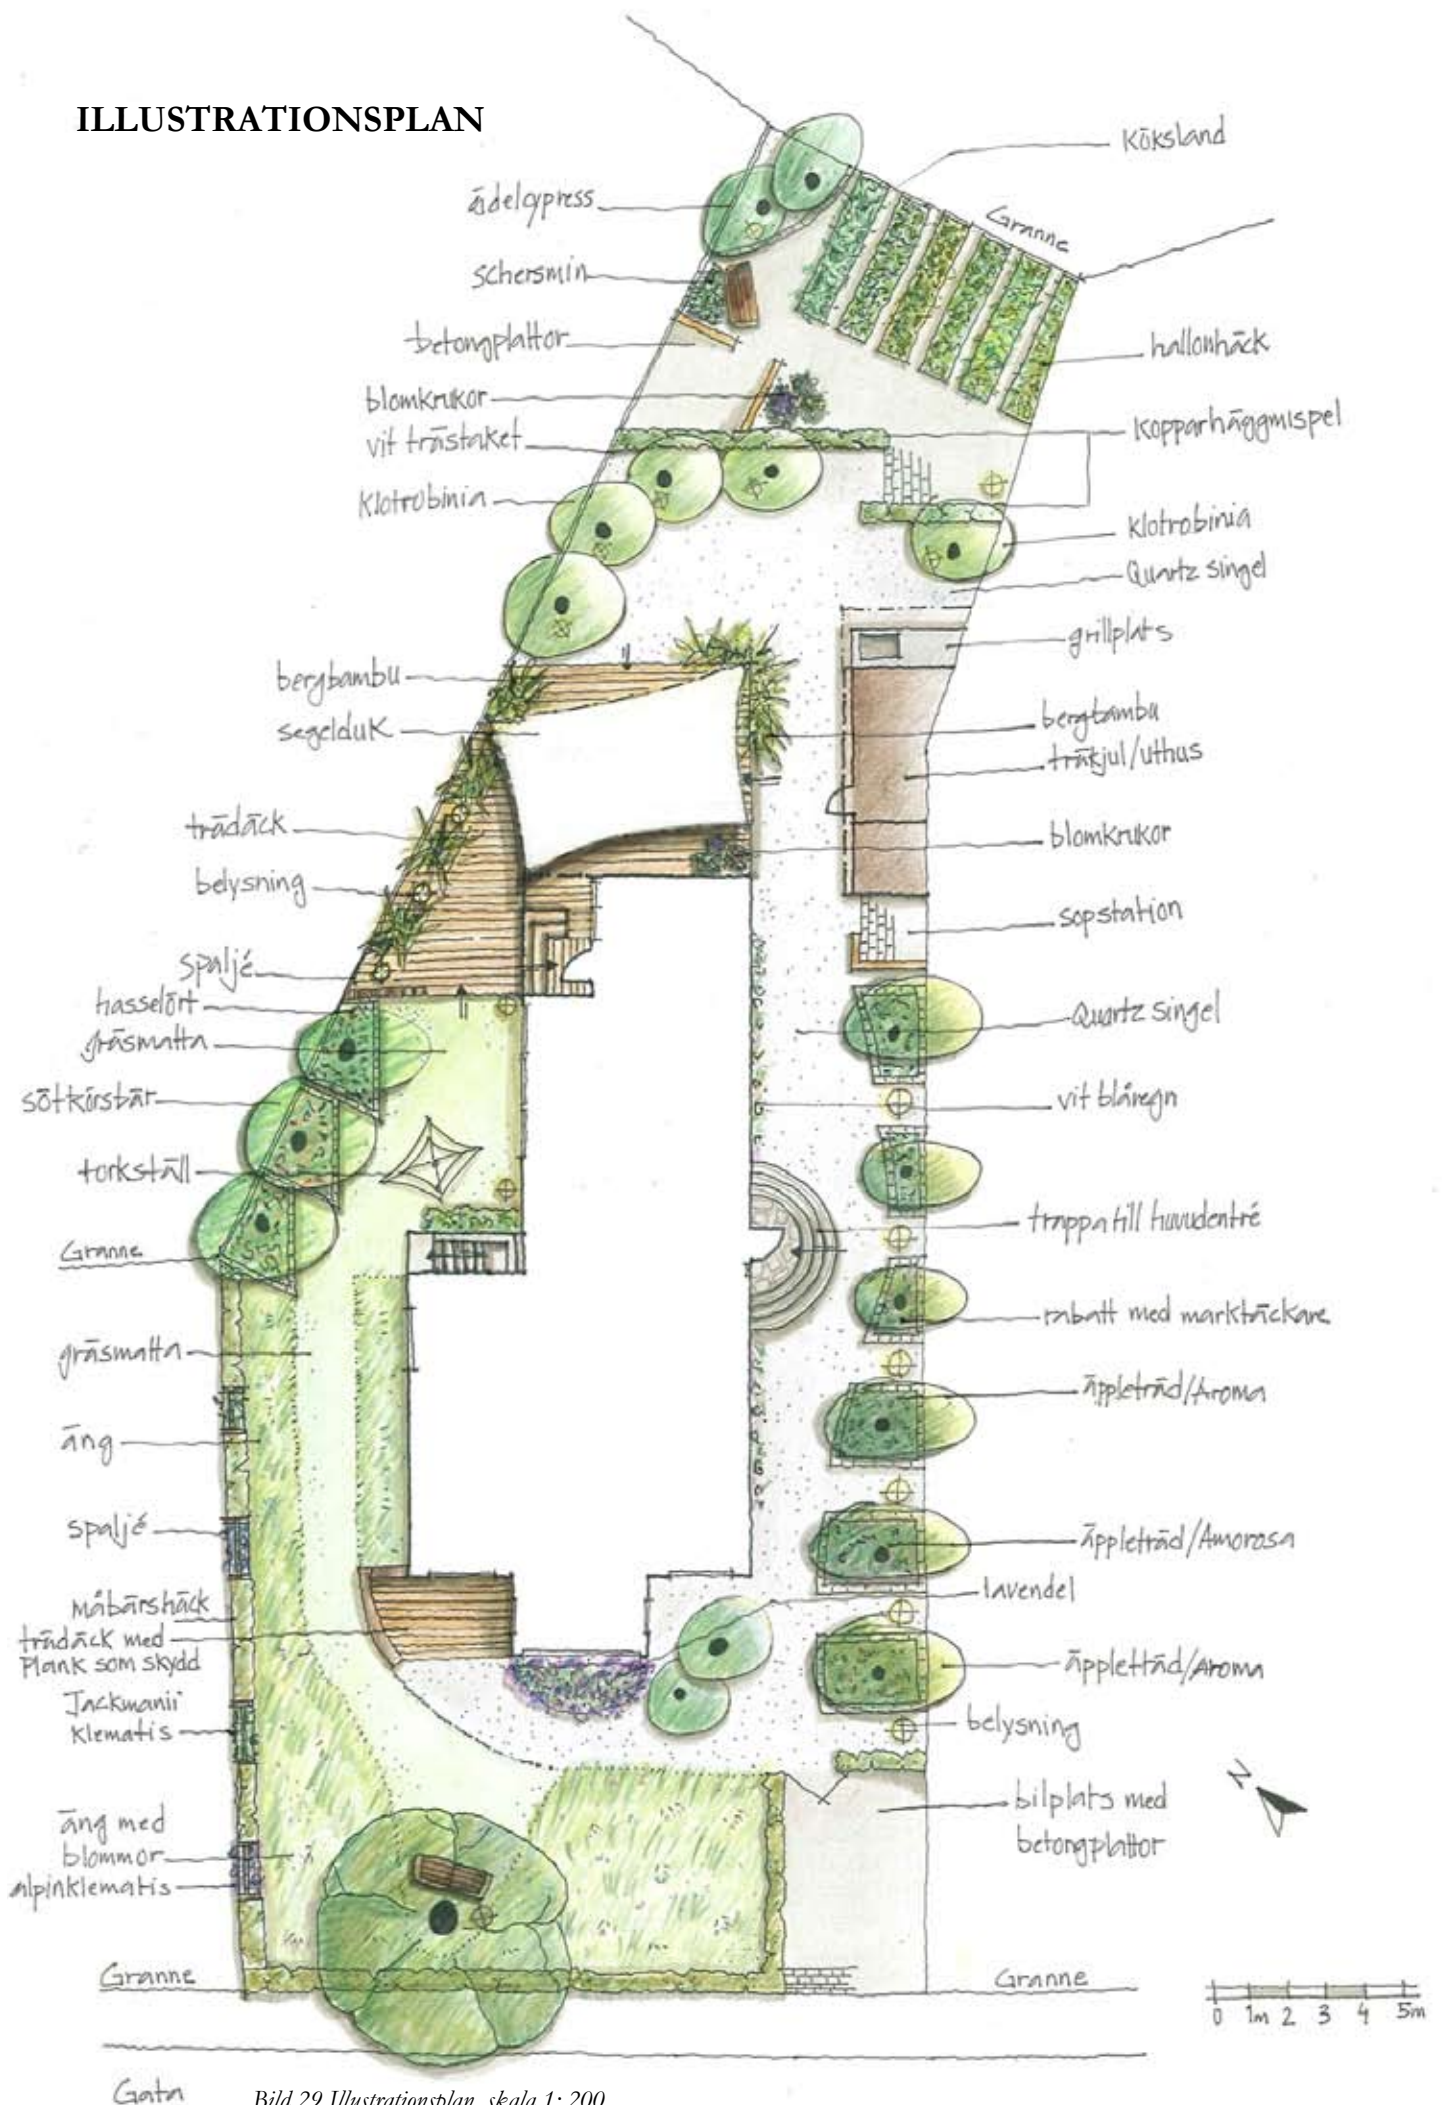 ILLUSTRATIONSPLAN
Köksland
ädelcypress
Granne
schersmin
betongplattor
hallonhäck
blomkrukor
vit trästaket
Kopparhäggmispel
Klotrobinia
Klotrobinia
Quartz singel
grillplats
bergbambu
segelduk
bergbambu
träkjul/uthus
trädäck
blomkrukor
belysning
sopstation
spaljé
hasselört
gräsmatta
Quartz singel
sötkörsbär
vit blåregn
torkställ
trappa till huvudentré
Granne
rabatt med marktäckare
gräsmatta
äppleträd/Aroma
äng
spaljé
äppleträd/Amorosa
lavendel
måbärshäck
trädäck med
Plank som skydd
äppleträd/Aroma
Jackmanii
Klematis
belysning
N
bilplats med
betongplattor
äng med
blommor
alpinklematis
Granne
Granne
0 1m 2 3 4 5m
Gata
Bild 29 Illustrationsplan, skala 1: 200